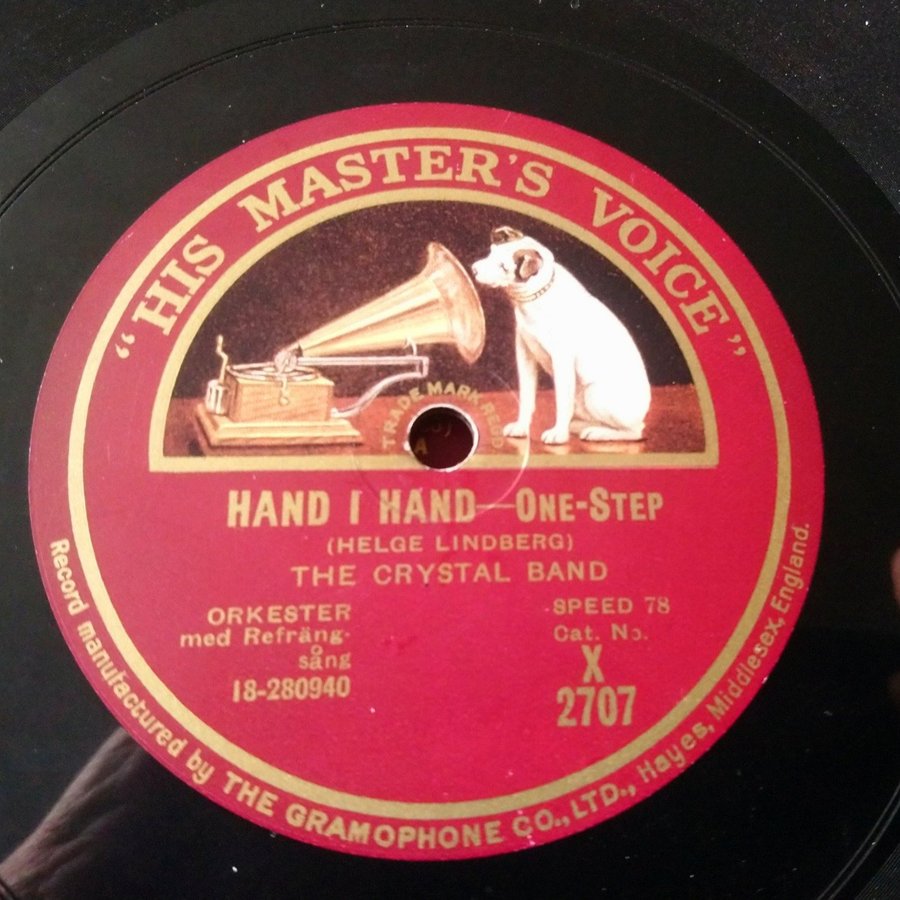 "HIS MASTER'S VOICE"
TRADE MARK REGD
HAND I HAND—ONE-STEP
(HELGE LINDBERG)
THE CRYSTAL BAND
ORKESTER
med Refräng-
sång
18-280940
SPEED 78
Cat. No.
X
2707
Record manufactured by THE GRAMOPHONE CO., LTD., Hayes, Middlesex, England.